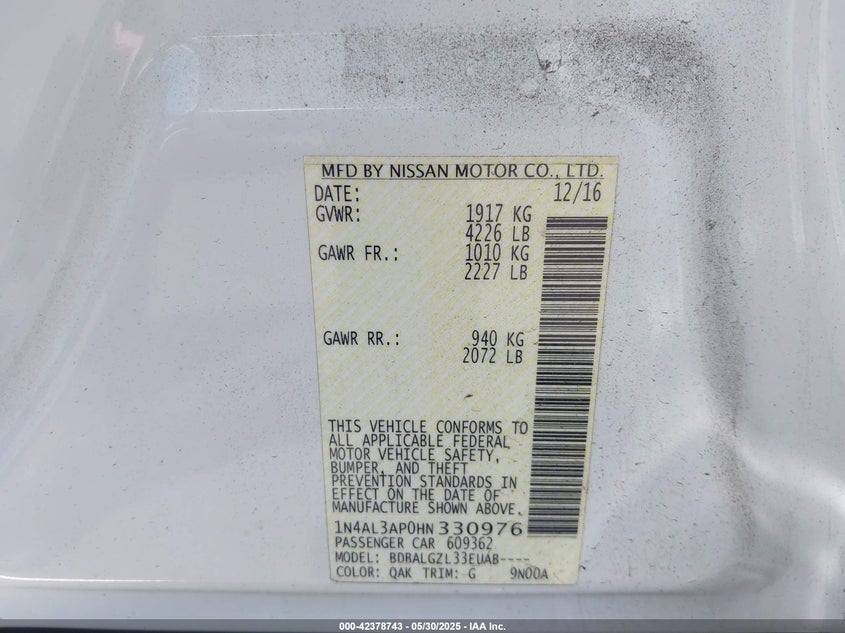 MFD BY NISSAN MOTOR CO., LTD.
DATE: 12/16
GVWR: 1917 KG
4226 LB
GAWR FR.: 1010 KG
2227 LB
GAWR RR.: 940 KG
2072 LB
THIS VEHICLE CONFORMS TO
ALL APPLICABLE FEDERAL
MOTOR VEHICLE SAFETY,
BUMPER, AND THEFT
PREVENTION STANDARDS IN
EFFECT ON THE DATE OF
MANUFACTURE SHOWN ABOVE.
1N4AL3AP0HN330976
PASSENGER CAR 609362
MODEL: BDBALGZL33EUAB----
COLOR: QAK TRIM: G 9N00A
000-42378743 — 05/30/2025 — IAA Inc.